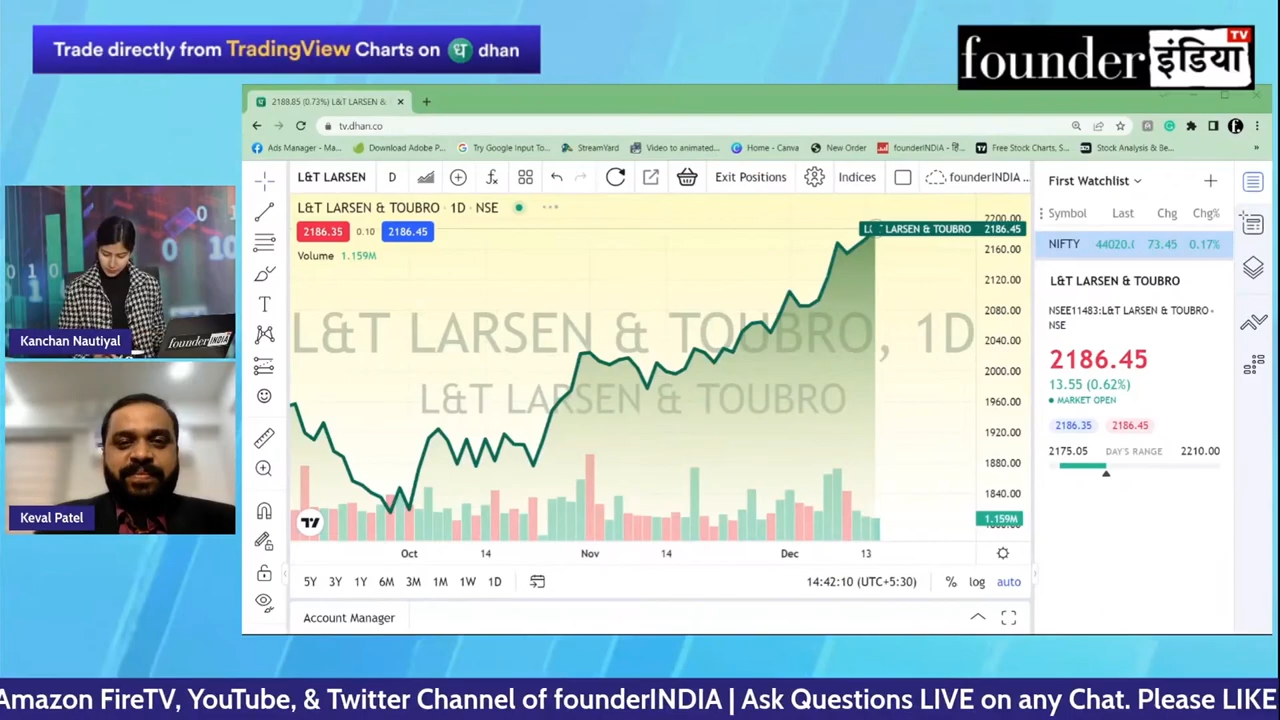 Trade directly from TradingView Charts on ध dhan
founder इंडिया TV
2189.85 (0.73%) L&T LARSEN &
tv.dhan.co
Ads Manager - Ma...
Download Adobe P...
Try Google Input To...
StreamYard
Video to animated...
Home - Canva
New Order
founderINDIA - हि...
Free Stock Charts, S...
Stock Analysis & Be...
L&T LARSEN
D
Exit Positions
Indices
founderINDIA ...
First Watchlist
Symbol Last Chg Chg%
NIFTY 44020.( 73.45 0.17%
L&T LARSEN & TOUBRO · 1D · NSE
2186.35 0.10 2186.45
Volume 1.159M
L&T LARSEN & TOUBRO, 1D
L&T LARSEN & TOUBRO
LARSEN & TOUBRO 2186.45
2200.00
2160.00
2120.00
2080.00
2040.00
2000.00
1960.00
1920.00
1880.00
1840.00
1.159M
Oct 14 Nov 14 Dec 13
5Y 3Y 1Y 6M 3M 1M 1W 1D
14:42:10 (UTC+5:30) % log auto
Account Manager
L&T LARSEN & TOUBRO
NSEE11483:L&T LARSEN & TOUBRO ·
NSE
2186.45
13.55 (0.62%)
MARKET OPEN
2186.35 2186.45
2175.05 DAY'S RANGE 2210.00
founderINDIA
Kanchan Nautiyal
Keval Patel
Amazon FireTV, YouTube, & Twitter Channel of founderINDIA | Ask Questions LIVE on any Chat. Please LIKE